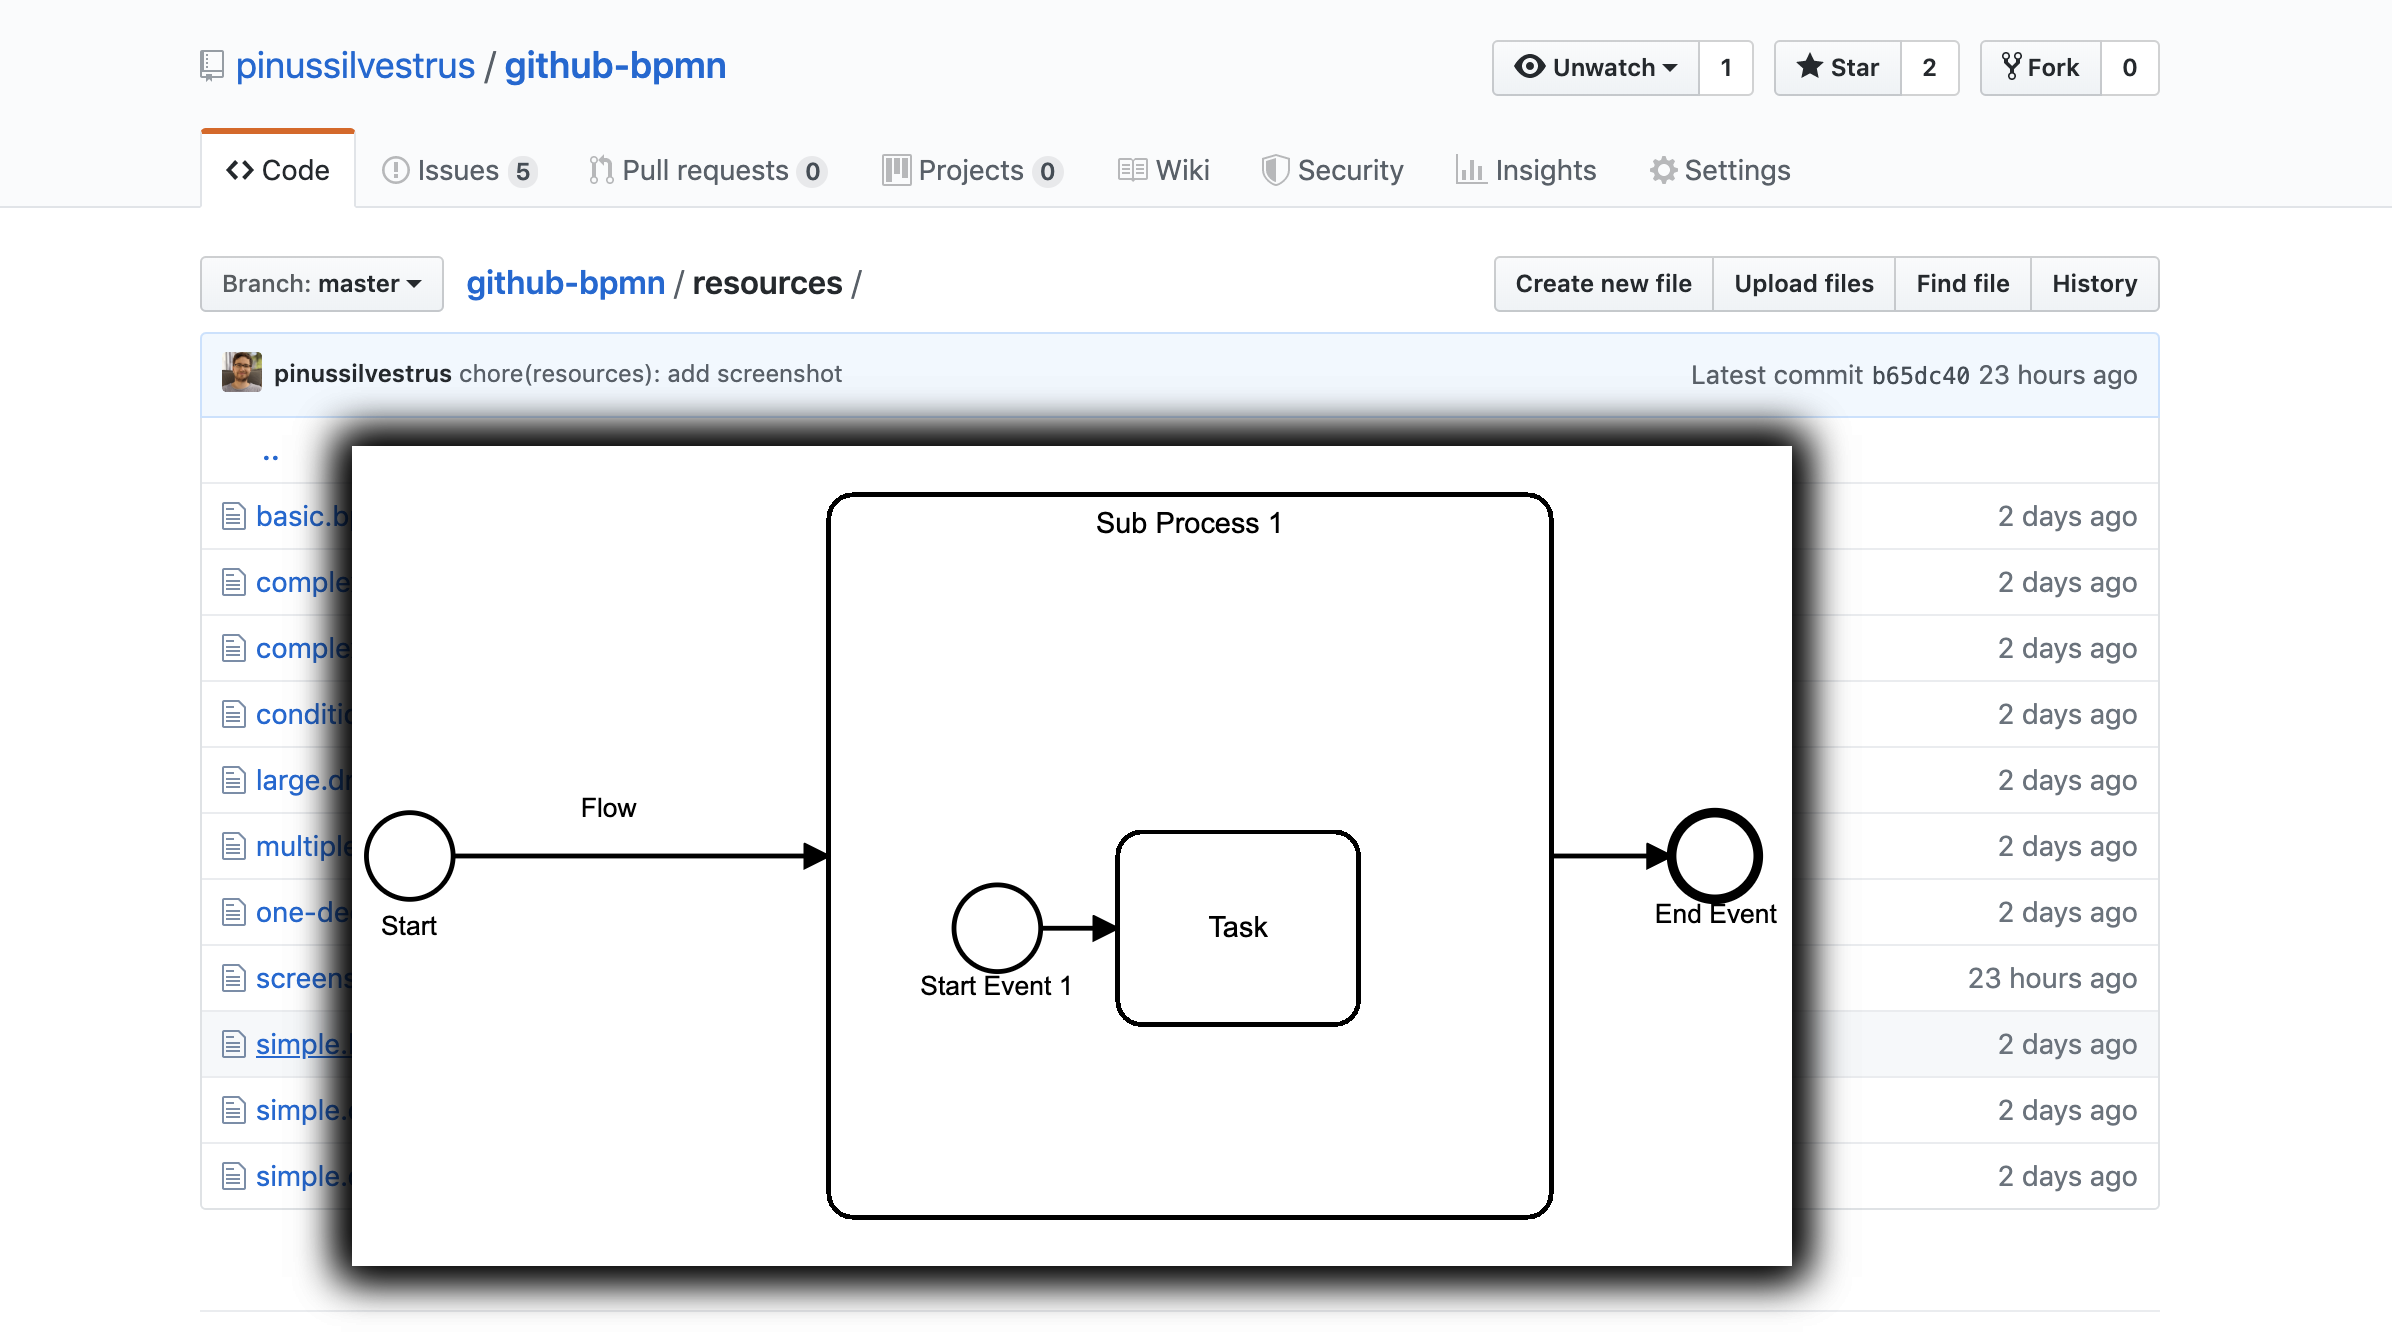 pinussilvestrus / github-bpmn
Unwatch 1 Star 2 Fork 0
Code Issues 5 Pull requests 0 Projects 0 Wiki Security Insights Settings
Branch: master github-bpmn / resources / Create new file Upload files Find file History
pinussilvestrus chore(resources): add screenshot Latest commit b65dc40 23 hours ago
..
basic.b 2 days ago
comple 2 days ago
comple 2 days ago
conditio 2 days ago
large.d 2 days ago
multiple 2 days ago
one-de 2 days ago
screens 23 hours ago
simple. 2 days ago
simple. 2 days ago
simple. 2 days ago
Sub Process 1
Flow
Start
Start Event 1
Task
End Event